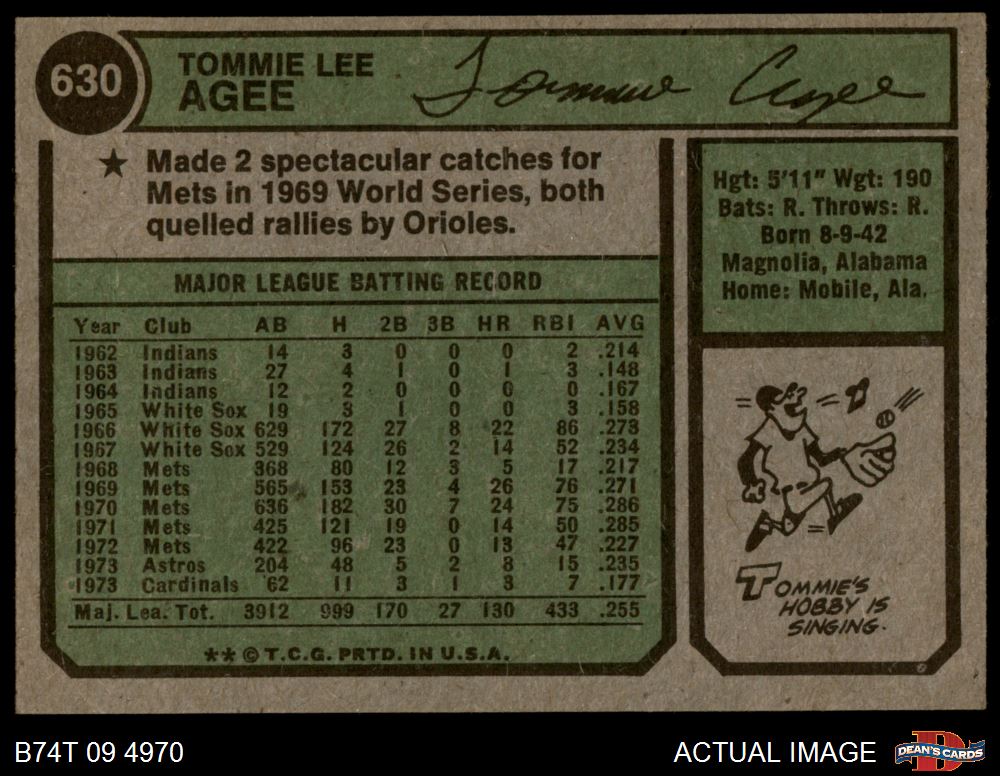 630
TOMMIE LEE
AGEE
Tommie Agee
★ Made 2 spectacular catches for
Mets in 1969 World Series, both
quelled rallies by Orioles.
Hgt: 5'11" Wgt: 190
Bats: R. Throws: R.
Born 8-9-42
Magnolia, Alabama
Home: Mobile, Ala.
MAJOR LEAGUE BATTING RECORD
Year Club AB H 2B 3B HR RBI AVG
1962 Indians 14 3 0 0 0 2 .214
1963 Indians 27 4 1 0 1 3 .148
1964 Indians 12 2 0 0 0 0 .167
1965 White Sox 19 3 1 0 0 3 .158
1966 White Sox 629 172 27 8 22 86 .273
1967 White Sox 529 124 26 2 14 52 .234
1968 Mets 368 80 12 3 5 17 .217
1969 Mets 565 153 23 4 26 76 .271
1970 Mets 636 182 30 7 24 75 .286
1971 Mets 425 121 19 0 14 50 .285
1972 Mets 422 96 23 0 13 47 .227
1973 Astros 204 48 5 2 8 15 .235
1973 Cardinals 62 11 3 1 3 7 .177
Maj. Lea. Tot. 3912 999 170 27 130 433 .255
** © T.C.G. PRTD. IN U.S.A.
TOMMIE'S
HOBBY IS
SINGING.
B74T 09 4970
ACTUAL IMAGE
DEAN'S CARDS